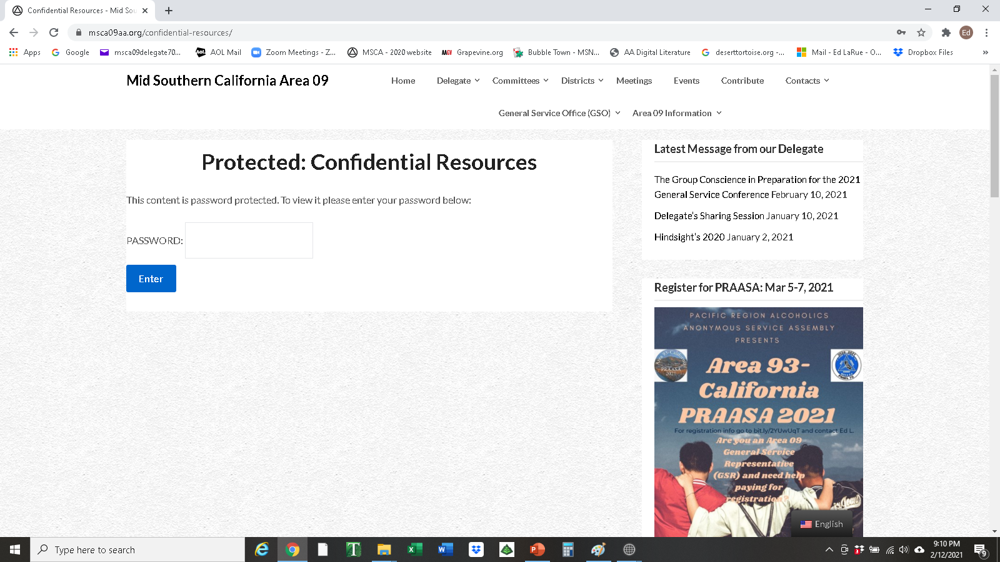 Confidential Resources - Mid Sou
msca09aa.org/confidential-resources/
Ed
Apps
Google
msca09delegate70...
AOL Mail
Zoom Meetings - Z...
MSCA - 2020 website
Grapevine.org
Bubble Town - MSN...
AA Digital Literature
deserttortoise.org -...
Mail - Ed LaRue - O...
Dropbox Files
»
Mid Southern California Area 09
Home
Delegate
Committees
Districts
Meetings
Events
Contribute
Contacts
General Service Office (GSO)
Area 09 Information
Protected: Confidential Resources
This content is password protected. To view it please enter your password below:
PASSWORD:
Enter
Latest Message from our Delegate
The Group Conscience in Preparation for the 2021
General Service Conference February 10, 2021
Delegate's Sharing Session January 10, 2021
Hindsight's 2020 January 2, 2021
Register for PRAASA: Mar 5-7, 2021
PACIFIC REGION ALCOHOLICS
ANONYMOUS SERVICE ASSEMBLY
PRESENTS
Area 93-
California
PRAASA 2021
For registration info go to bit.ly/2YUwUqT and contact Ed L.
Are you an Area 09
General Service
Representative
(GSR) and need help
paying for
registration?
English
Type here to search
9:10 PM
2/12/2021
9